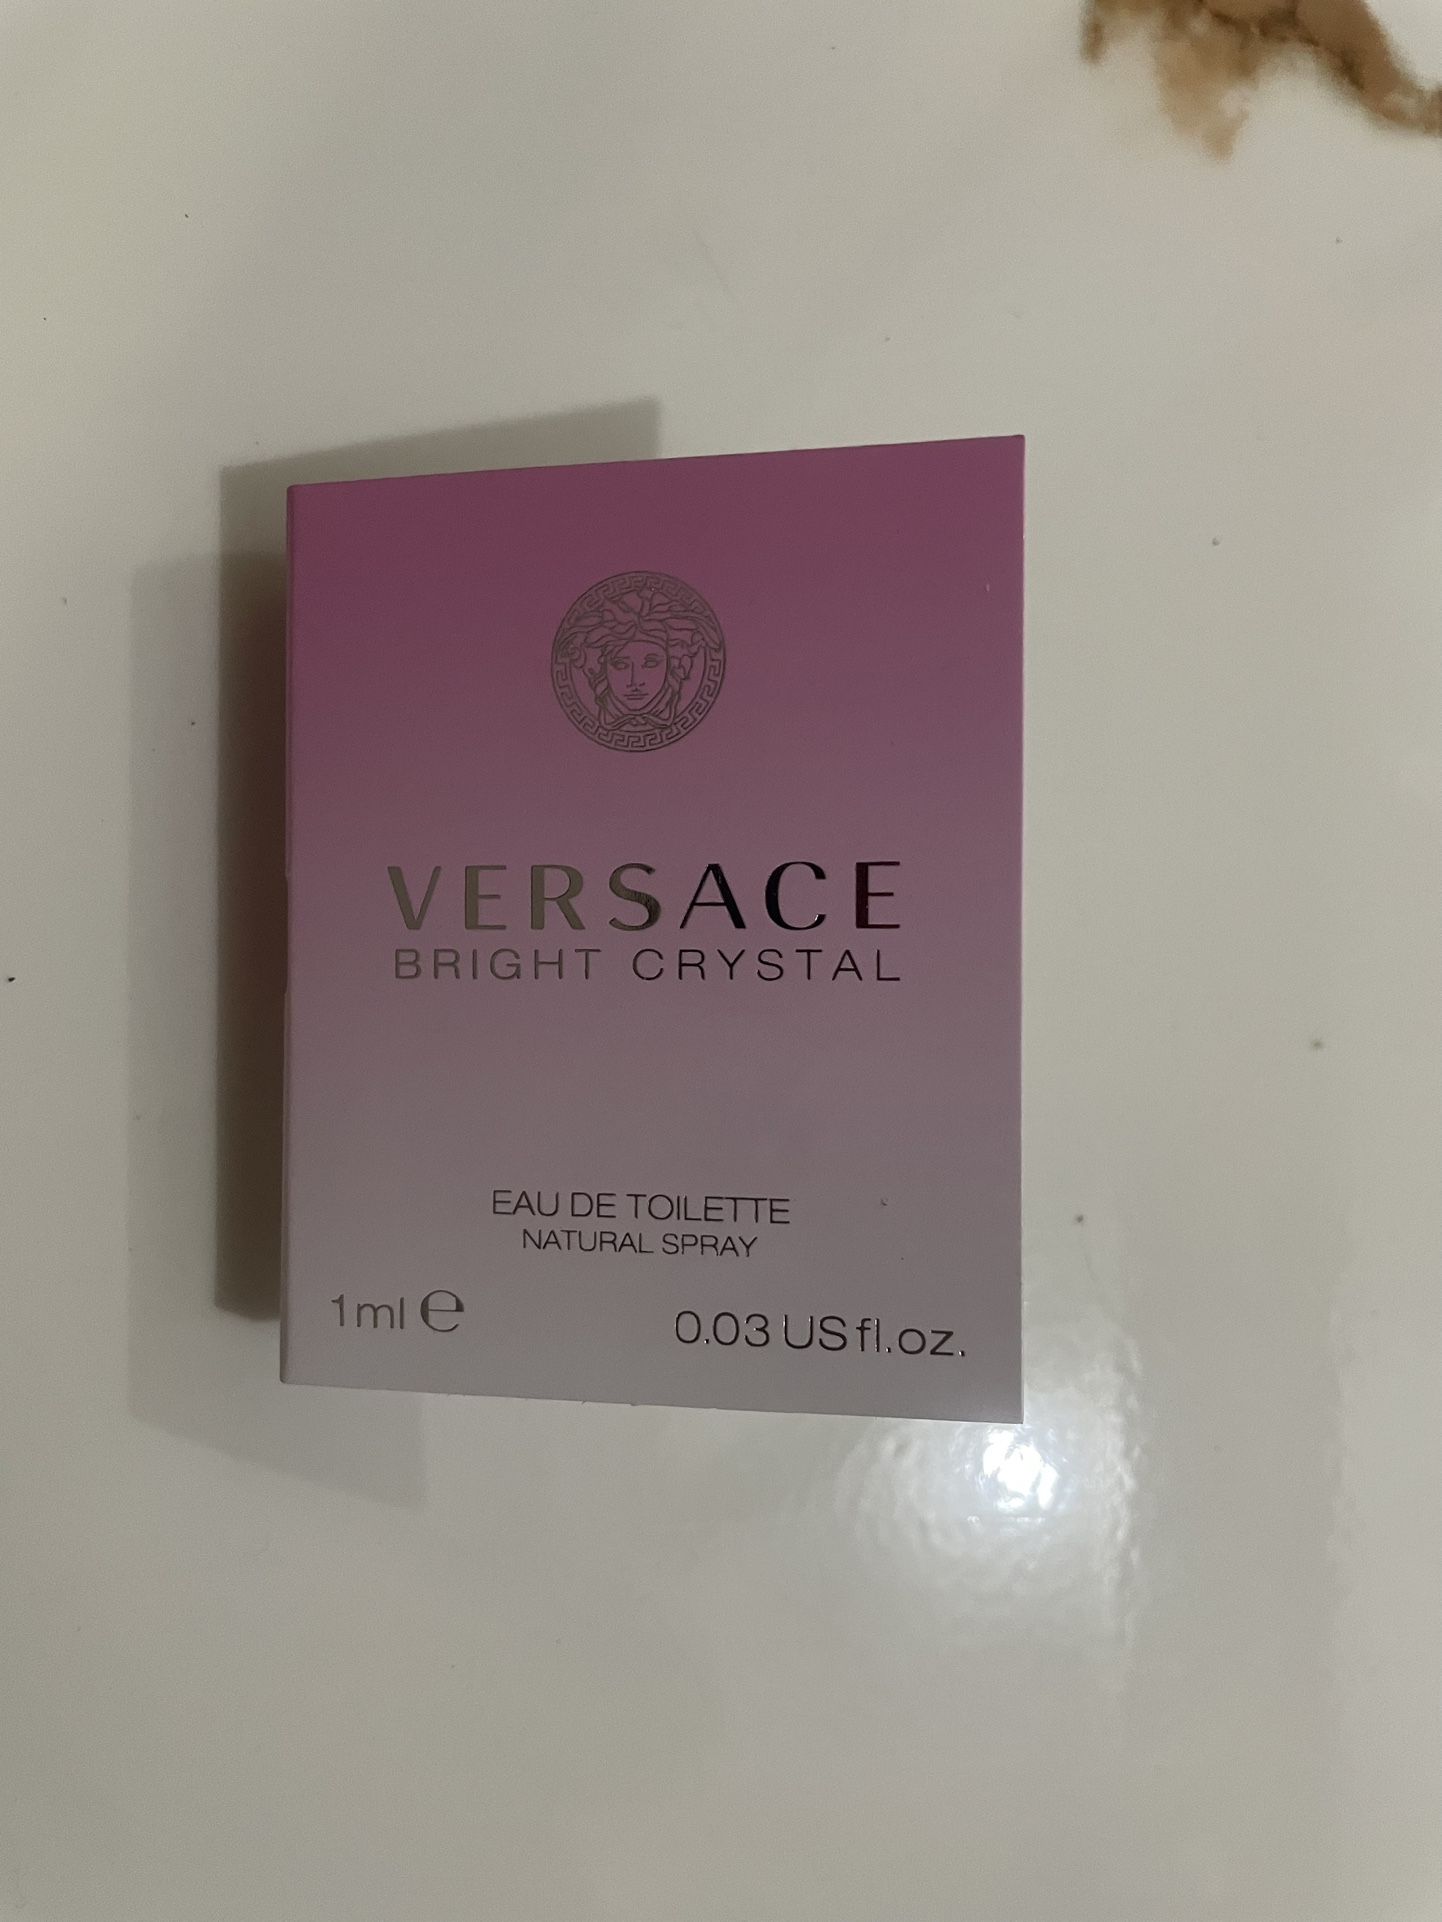 VERSACE
BRIGHT CRYSTAL
EAU DE TOILETTE
NATURAL SPRAY
1ml ℮
0.03 US fl.oz.